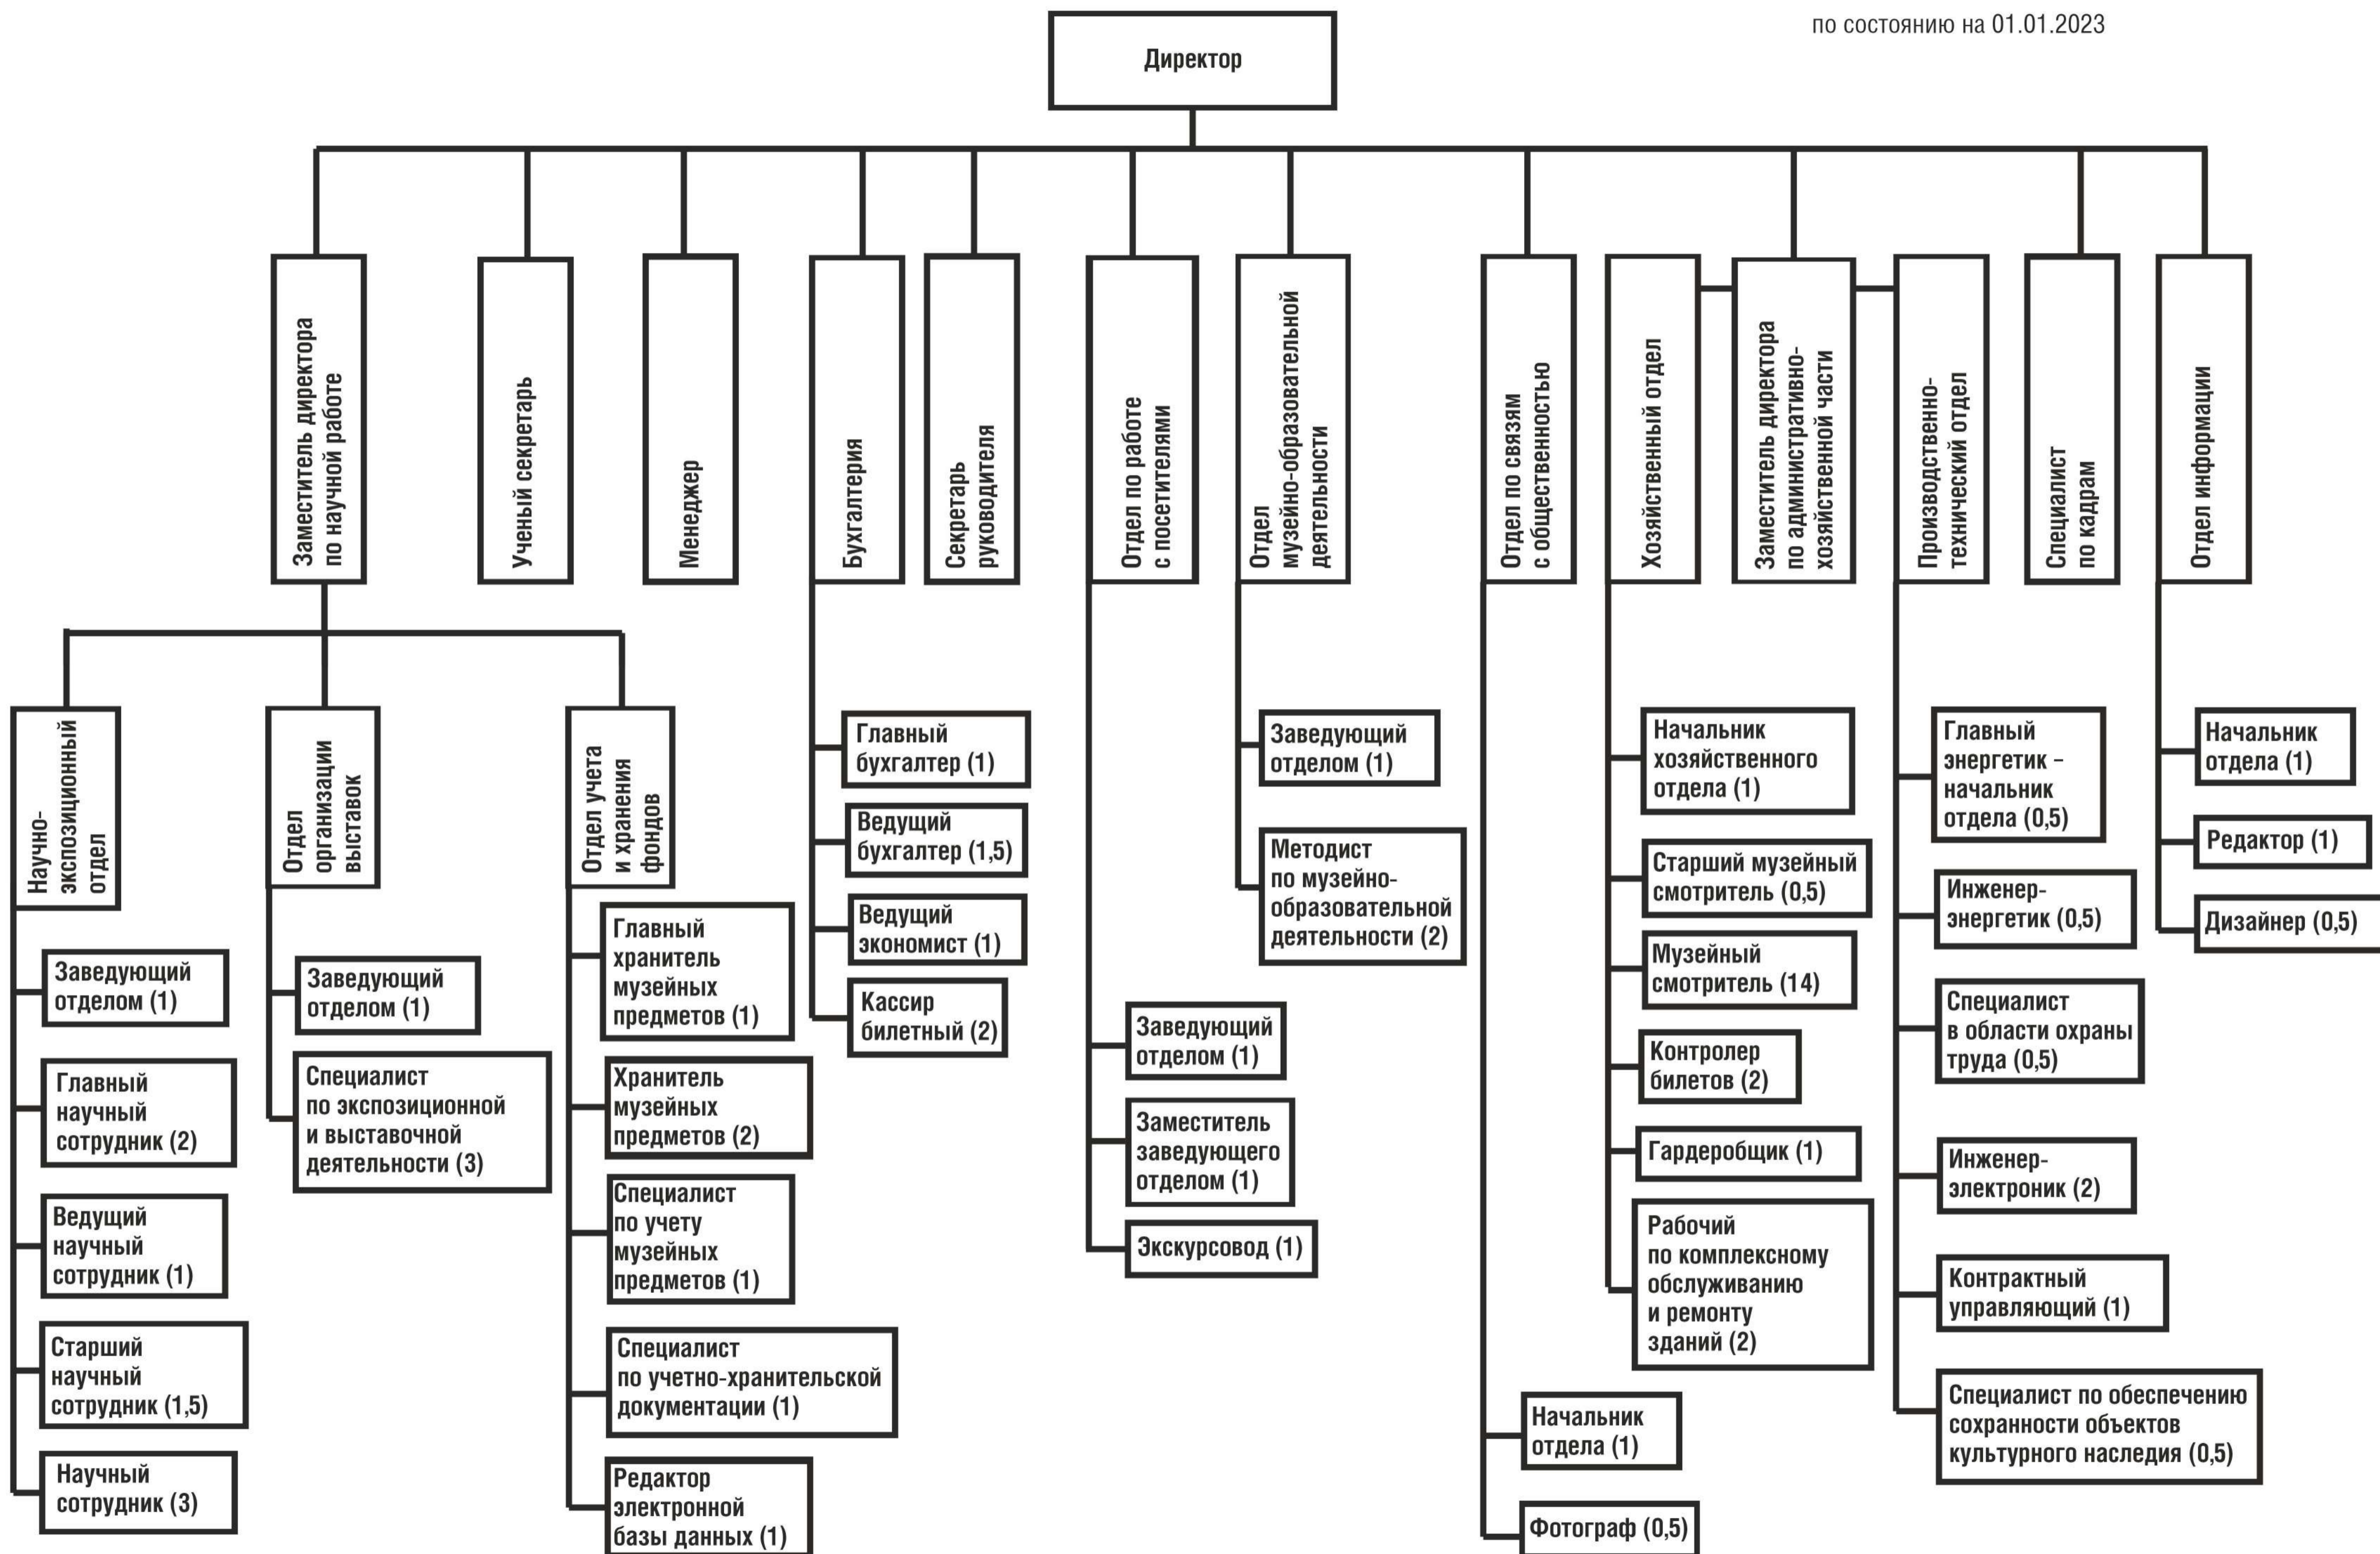 по состоянию на 01.01.2023
Директор
Заместитель директора
по научной работе
Ученый секретарь
Менеджер
Бухгалтерия
Секретарь
руководителя
Отдел по работе
с посетителями
Отдел
музейно-образовательной
деятельности
Отдел по связям
с общественностью
Хозяйственный отдел
Заместитель директора
по административно-
хозяйственной части
Производственно-
технический отдел
Специалист
по кадрам
Отдел информации
Научно-
экспозиционный
отдел
Заведующий
отделом (1)
Главный
научный
сотрудник (2)
Ведущий
научный
сотрудник (1)
Старший
научный
сотрудник (1,5)
Научный
сотрудник (3)
Отдел
организации
выставок
Заведующий
отделом (1)
Специалист
по экспозиционной
и выставочной
деятельности (3)
Отдел учета
и хранения
фондов
Главный
хранитель
музейных
предметов (1)
Хранитель
музейных
предметов (2)
Специалист
по учету
музейных
предметов (1)
Специалист
по учетно-хранительской
документации (1)
Редактор
электронной
базы данных (1)
Главный
бухгалтер (1)
Ведущий
бухгалтер (1,5)
Ведущий
экономист (1)
Кассир
билетный (2)
Заведующий
отделом (1)
Заместитель
заведующего
отделом (1)
Экскурсовод (1)
Заведующий
отделом (1)
Методист
по музейно-
образовательной
деятельности (2)
Начальник
отдела (1)
Фотограф (0,5)
Начальник
хозяйственного
отдела (1)
Старший музейный
смотритель (0,5)
Музейный
смотритель (14)
Контролер
билетов (2)
Гардеробщик (1)
Рабочий
по комплексному
обслуживанию
и ремонту
зданий (2)
Главный
энергетик –
начальник
отдела (0,5)
Инженер-
энергетик (0,5)
Специалист
в области охраны
труда (0,5)
Инженер-
электроник (2)
Контрактный
управляющий (1)
Специалист по обеспечению
сохранности объектов
культурного наследия (0,5)
Начальник
отдела (1)
Редактор (1)
Дизайнер (0,5)